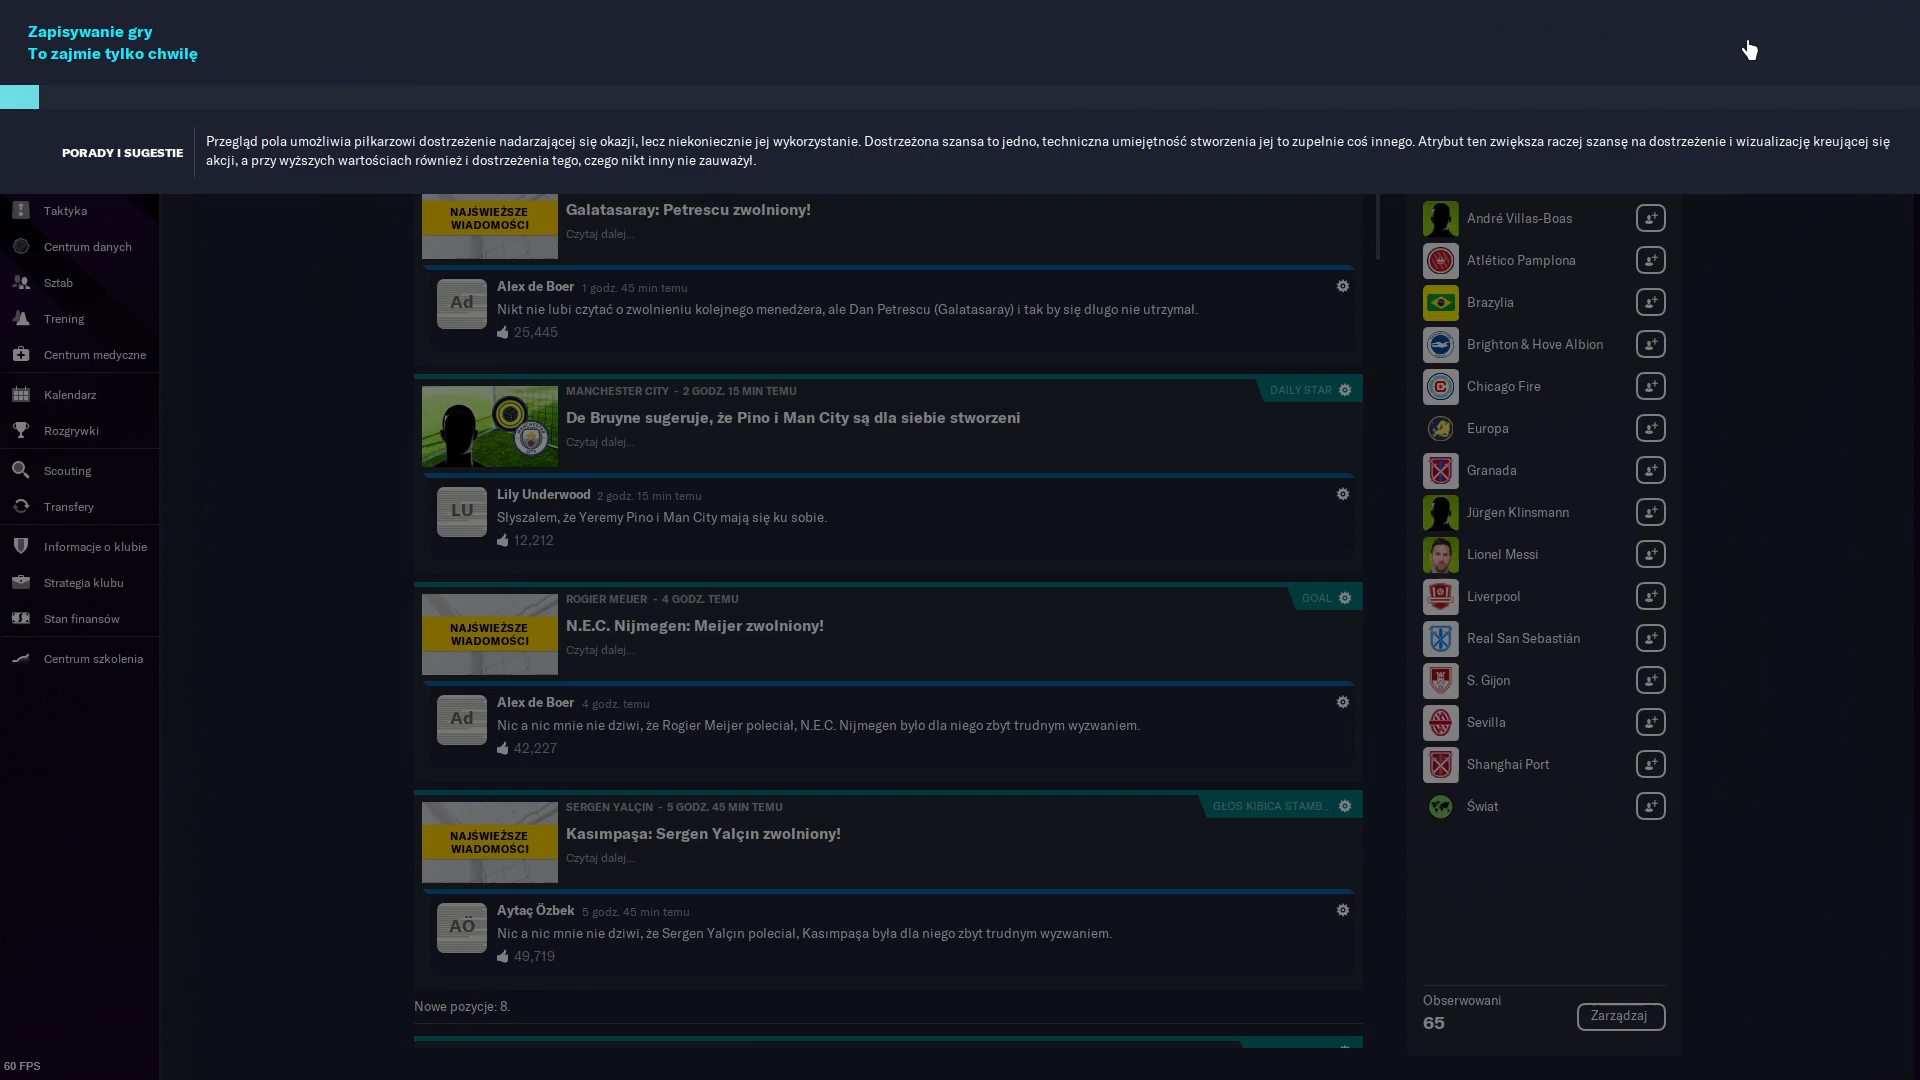 Zapisywanie gry
To zajmie tylko chwilę
PORADY I SUGESTIE
Przegląd pola umożliwia piłkarzowi dostrzeżenie nadarzającej się okazji, lecz niekoniecznie jej wykorzystanie. Dostrzeżona szansa to jedno, techniczna umiejętność stworzenia jej to zupełnie coś innego. Atrybut ten zwiększa raczej szansę na dostrzeżenie i wizualizację kreującej się
akcji, a przy wyższych wartościach również i dostrzeżenia tego, czego nikt inny nie zauważył.
Taktyka
Centrum danych
Sztab
Trening
Centrum medyczne
Kalendarz
Rozgrywki
Scouting
Transfery
Informacje o klubie
Strategia klubu
Stan finansów
Centrum szkolenia
60 FPS
NAJŚWIEŻSZE
WIADOMOŚCI
Galatasaray: Petrescu zwolniony!
Czytaj dalej...
Ad
Alex de Boer 1 godz. 45 min temu
Nikt nie lubi czytać o zwolnieniu kolejnego menedżera, ale Dan Petrescu (Galatasaray) i tak by się długo nie utrzymał.
25,445
MANCHESTER CITY - 2 GODZ. 15 MIN TEMU
DAILY STAR
De Bruyne sugeruje, że Pino i Man City są dla siebie stworzeni
Czytaj dalej...
LU
Lily Underwood 2 godz. 15 min temu
Słyszałem, że Yeremy Pino i Man City mają się ku sobie.
12,212
ROGIER MEIJER - 4 GODZ. TEMU
GOAL
NAJŚWIEŻSZE
WIADOMOŚCI
N.E.C. Nijmegen: Meijer zwolniony!
Czytaj dalej...
Ad
Alex de Boer 4 godz. temu
Nic a nic mnie nie dziwi, że Rogier Meijer poleciał, N.E.C. Nijmegen było dla niego zbyt trudnym wyzwaniem.
42,227
SERGEN YALÇIN - 5 GODZ. 45 MIN TEMU
GŁOS KIBICA STAMB...
NAJŚWIEŻSZE
WIADOMOŚCI
Kasımpaşa: Sergen Yalçın zwolniony!
Czytaj dalej...
AÖ
Aytaç Özbek 5 godz. 45 min temu
Nic a nic mnie nie dziwi, że Sergen Yalçın poleciał, Kasımpaşa była dla niego zbyt trudnym wyzwaniem.
49,719
Nowe pozycje: 8.
André Villas-Boas
Atlético Pamplona
Brazylia
Brighton & Hove Albion
Chicago Fire
Europa
Granada
Jürgen Klinsmann
Lionel Messi
Liverpool
Real San Sebastián
S. Gijon
Sevilla
Shanghai Port
Świat
Obserwowani
65
Zarządzaj